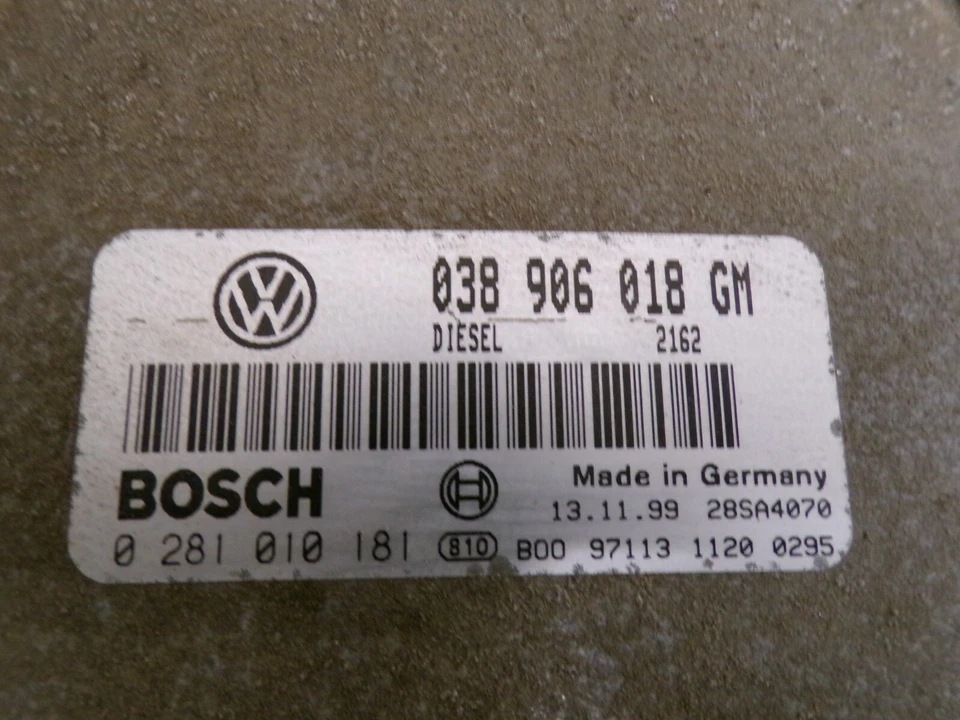 038 906 018 GM
DIESEL 2162
BOSCH
Made in Germany
13.11.99 28SA4070
0 281 010 181 810 B00 97113 1120 0295